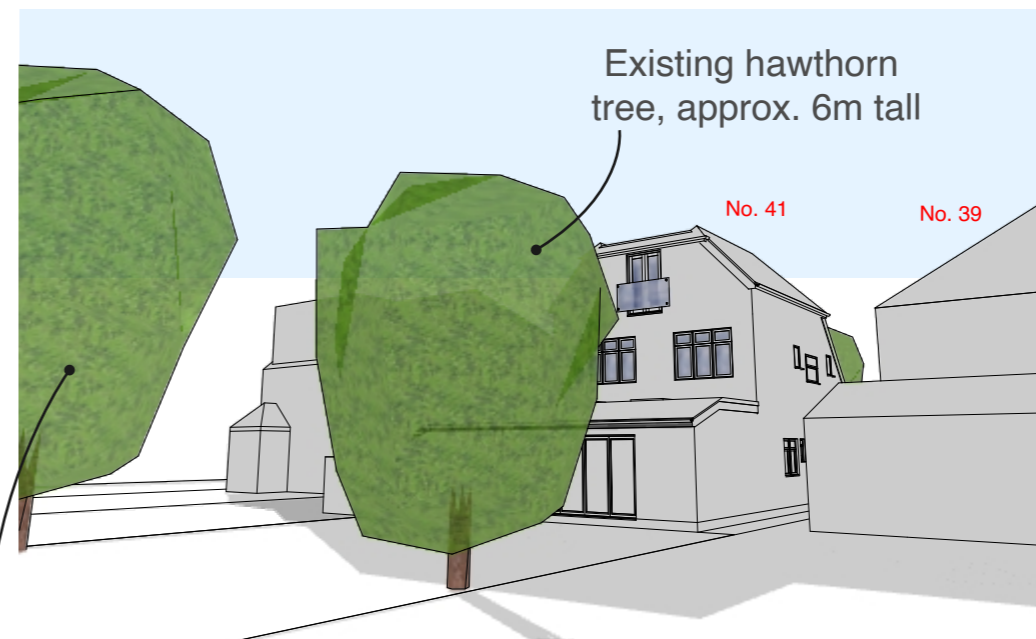 Existing hawthorn
tree, approx. 6m tall
No. 41
No. 39